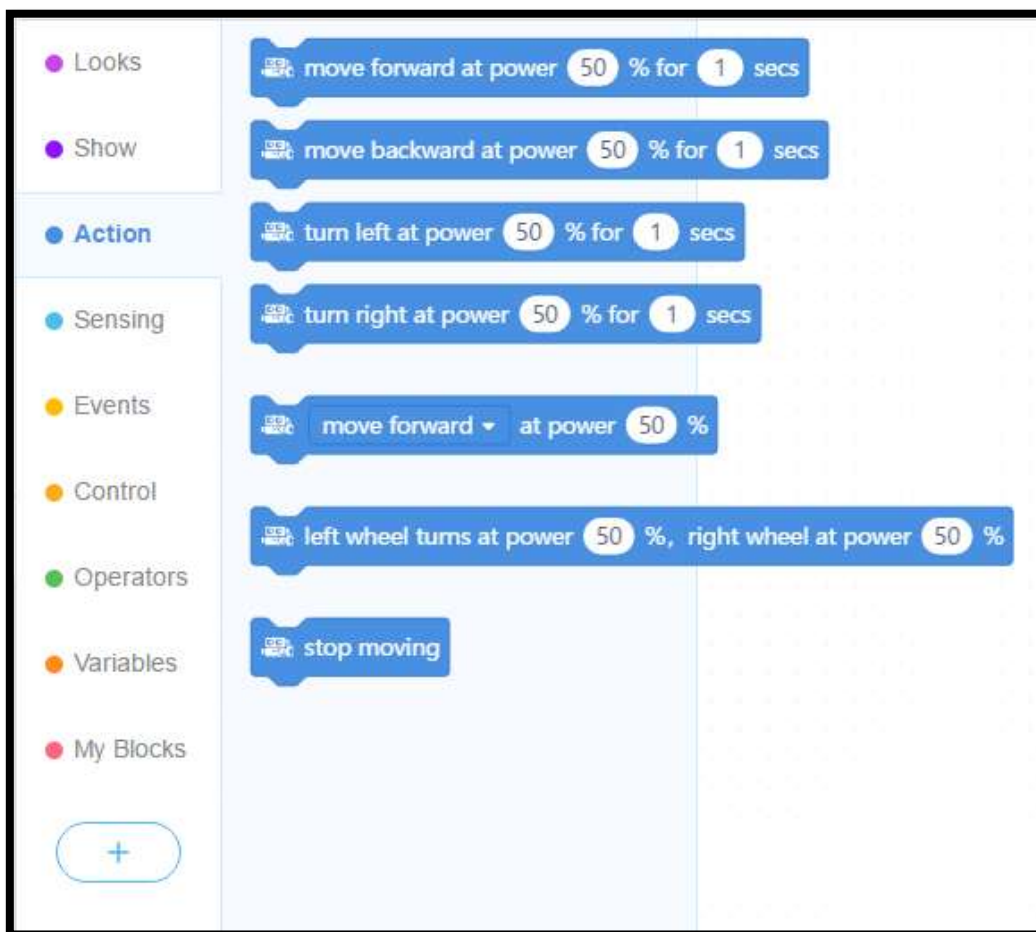 Looks
Show
Action
Sensing
Events
Control
Operators
Variables
My Blocks
+
move forward at power 50 % for 1 secs
move backward at power 50 % for 1 secs
turn left at power 50 % for 1 secs
turn right at power 50 % for 1 secs
move forward at power 50 %
left wheel turns at power 50 %, right wheel at power 50 %
stop moving